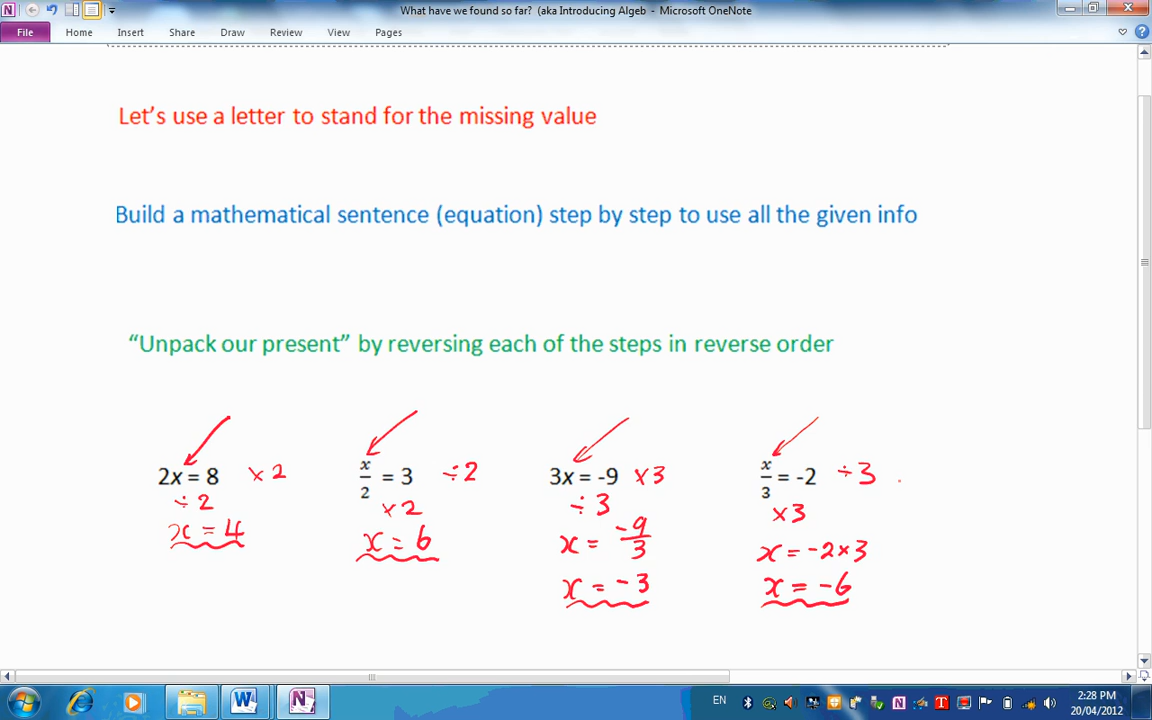 What have we found so far? (aka Introducing Algeb - Microsoft OneNote
File Home Insert Share Draw Review View Pages
Let's use a letter to stand for the missing value
Build a mathematical sentence (equation) step by step to use all the given info
“Unpack our present” by reversing each of the steps in reverse order
2x = 8 ×2
÷2
x = 4
x/2 = 3 ÷2
×2
x = 6
3x = -9 ×3
÷3
x = -9/3
x = -3
x/3 = -2 ÷3
×3
x = -2×3
x = -6
EN
2:28 PM
20/04/2012